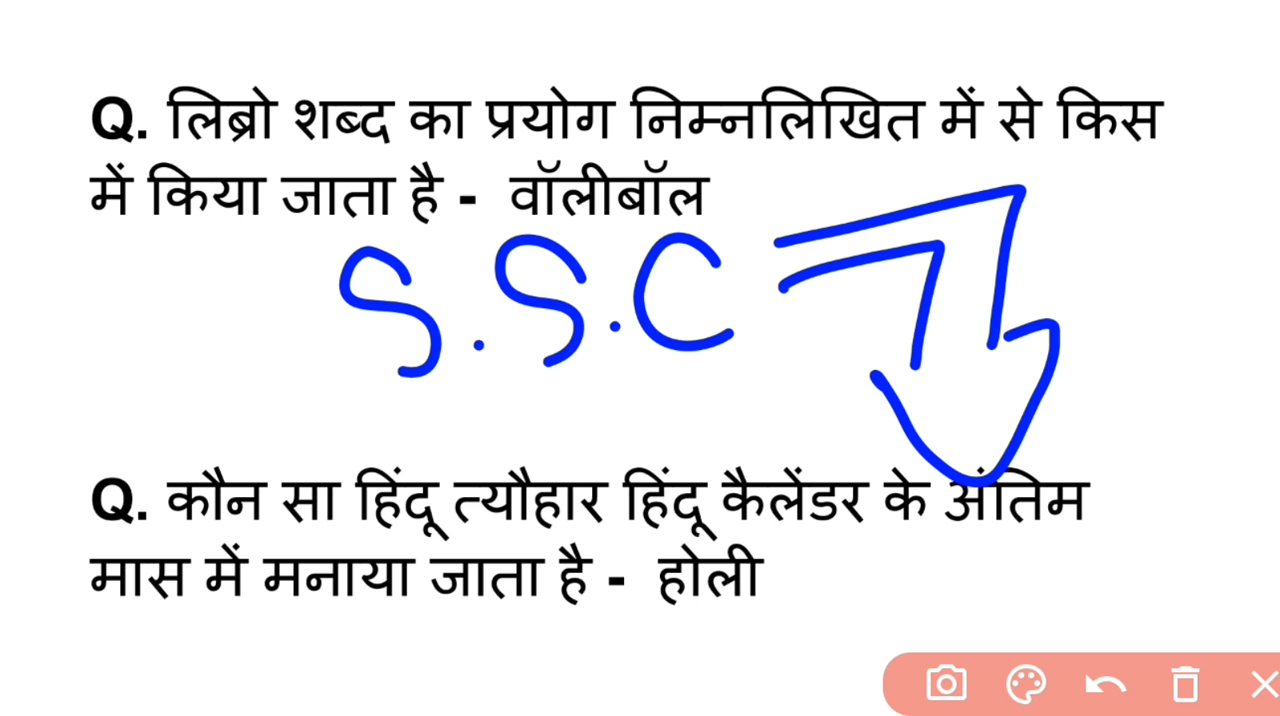 Q. लिब्रो शब्द का प्रयोग निम्नलिखित में से किस
में किया जाता है - वॉलीबॉल
S.S.C
Q. कौन सा हिंदू त्यौहार हिंदू कैलेंडर के अंतिम
मास में मनाया जाता है - होली